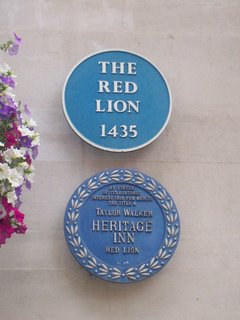 THE
RED
LION
1435
TAYLOR WALKER
HERITAGE
INN
RED LION